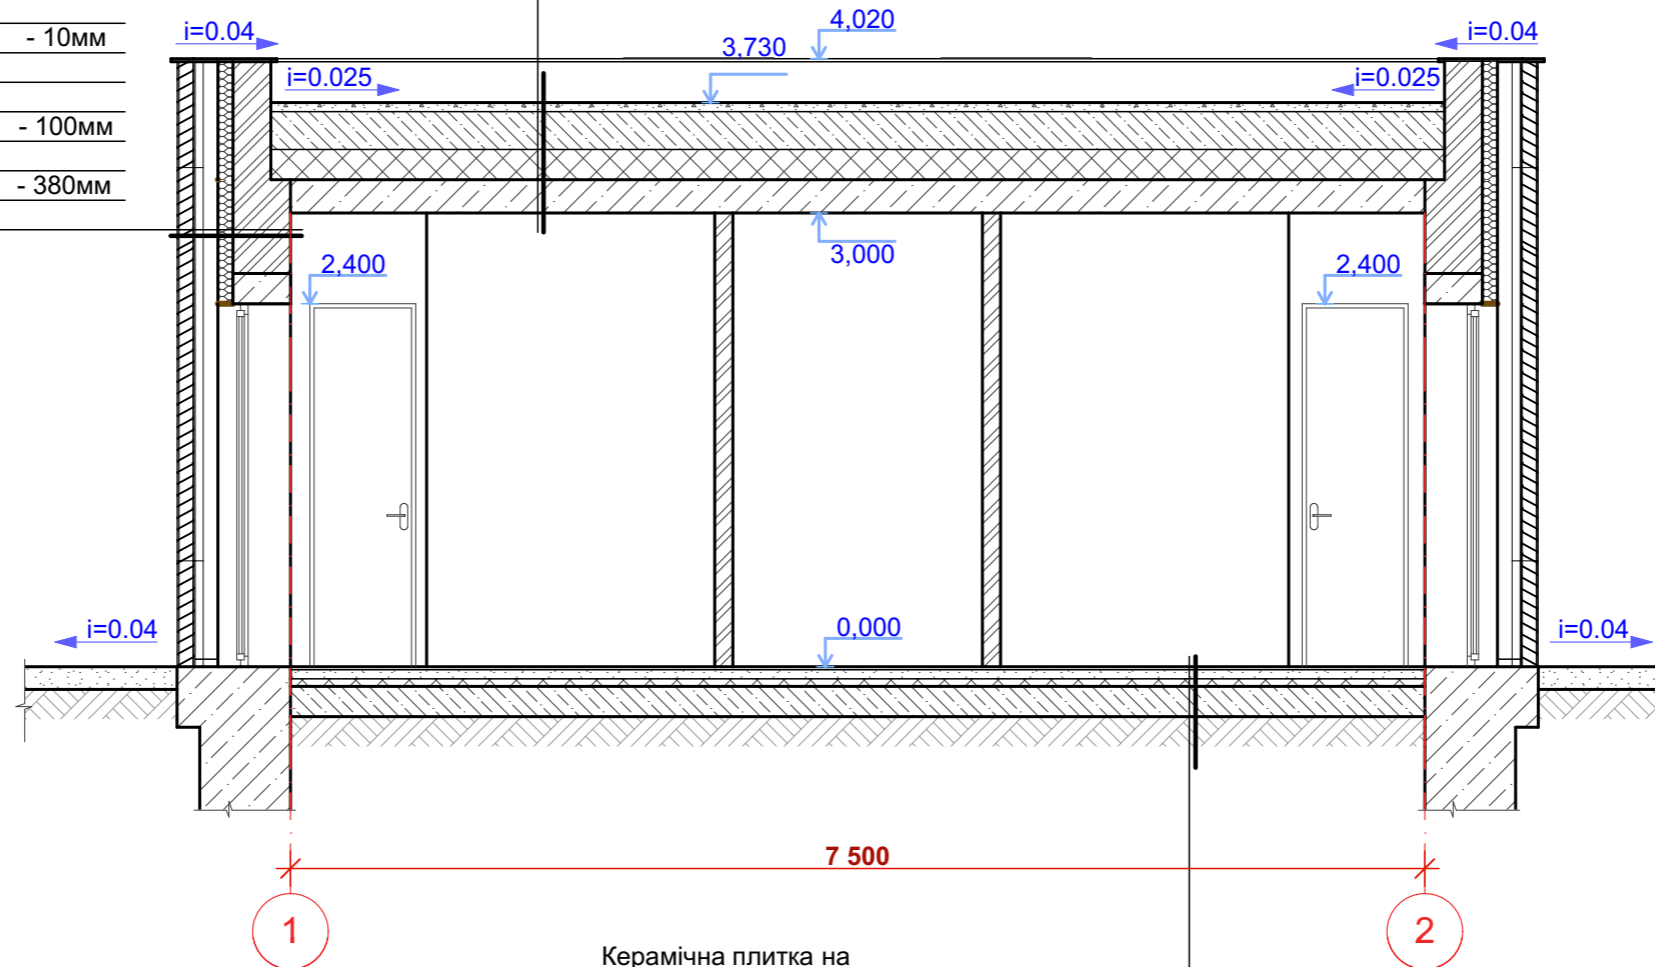 4,020
- 10мм
i=0.04
i=0.04
3,730
i=0.025
i=0.025
- 100мм
- 380мм
3,000
2,400
2,400
0,000
i=0.04
i=0.04
7 500
1
2
Керамічна плитка на